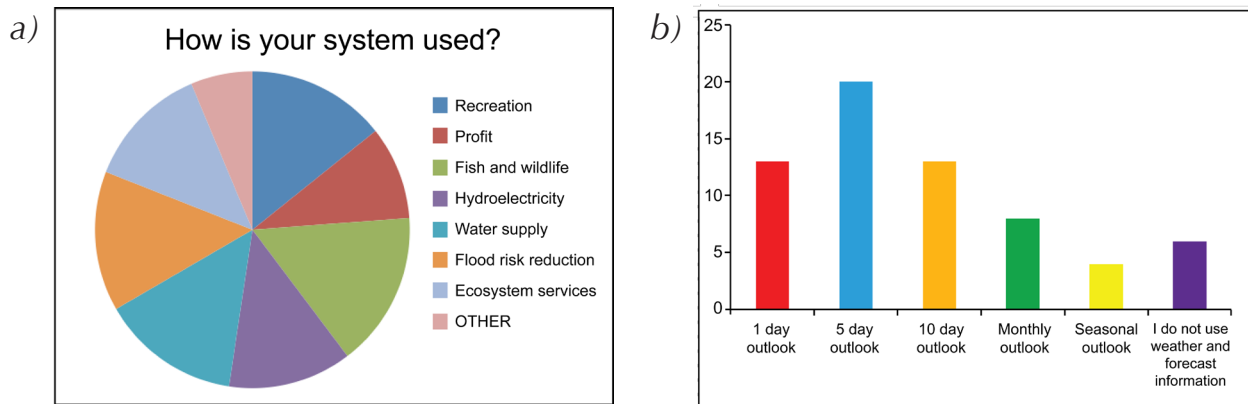 a)
How is your system used?
Recreation
Profit
Fish and wildlife
Hydroelectricity
Water supply
Flood risk reduction
Ecosystem services
OTHER
b)
25
20
15
10
5
0
1 day
outlook
5 day
outlook
10 day
outlook
Monthly
outlook
Seasonal
outlook
I do not use
weather and
forecast
information